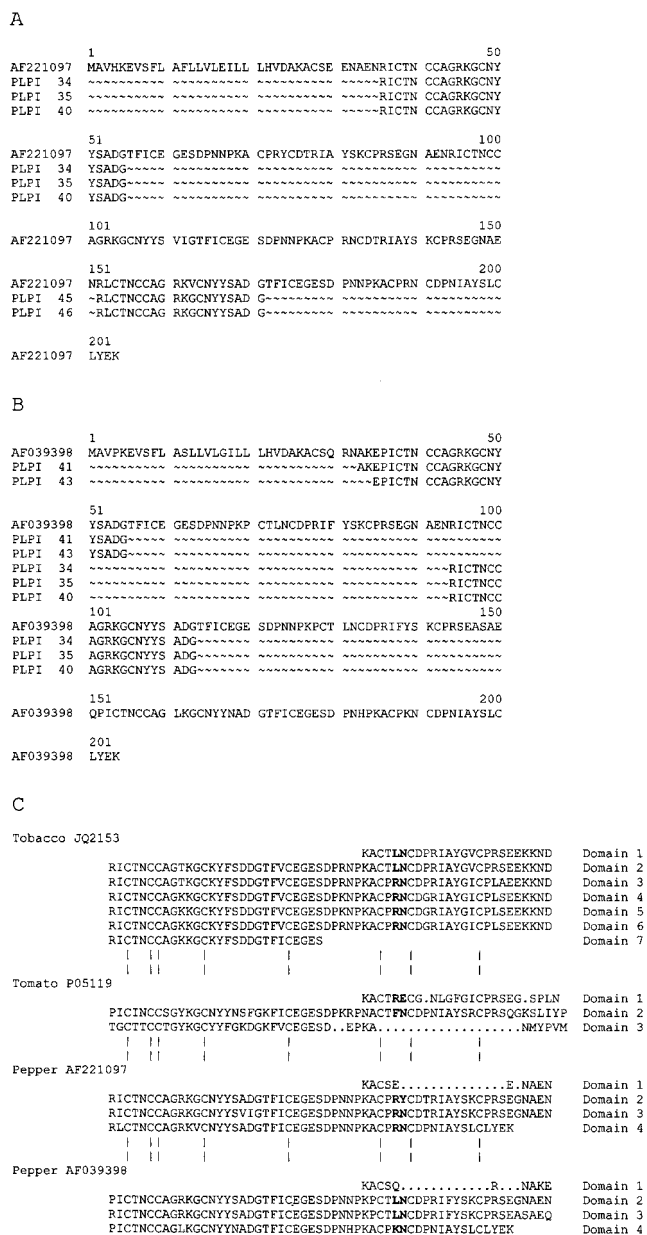 A
1 50
AF221097 MAVHKEVSFL AFLLVLEILL LHVDAKACSE ENAENRICTN CCAGRKGCNY
PLPI 34 ~~~~~~~~~~ ~~~~~~~~~~ ~~~~~~~~~~ ~~~~~RICTN CCAGRKGCNY
PLPI 35 ~~~~~~~~~~ ~~~~~~~~~~ ~~~~~~~~~~ ~~~~~RICTN CCAGRKGCNY
PLPI 40 ~~~~~~~~~~ ~~~~~~~~~~ ~~~~~~~~~~ ~~~~~RICTN CCAGRKGCNY
51 100
AF221097 YSADGTFICE GESDPNNPKA CPRYCDTRIA YSKCPRSEGN AENRICTNCC
PLPI 34 YSADG~~~~~ ~~~~~~~~~~ ~~~~~~~~~~ ~~~~~~~~~~ ~~~~~~~~~~
PLPI 35 YSADG~~~~~ ~~~~~~~~~~ ~~~~~~~~~~ ~~~~~~~~~~ ~~~~~~~~~~
PLPI 40 YSADG~~~~~ ~~~~~~~~~~ ~~~~~~~~~~ ~~~~~~~~~~ ~~~~~~~~~~
101 150
AF221097 AGRKGCNYYS VIGTFICEGE SDPNNPKACP RNCDTRIAYS KCPRSEGNAE
151 200
AF221097 NRLCTNCCAG RKVCNYYSAD GTFICEGESD PNNPKACPRN CDPNIAYSLC
PLPI 45 ~RLCTNCCAG RKGCNYYSAD G~~~~~~~~~ ~~~~~~~~~~ ~~~~~~~~~~
PLPI 46 ~RLCTNCCAG RKGCNYYSAD G~~~~~~~~~ ~~~~~~~~~~ ~~~~~~~~~~
201
AF221097 LYEK
B
1 50
AF039398 MAVPKEVSFL ASLLVLGILL LHVDAKACSQ RNAKEPICTN CCAGRKGCNY
PLPI 41 ~~~~~~~~~~ ~~~~~~~~~~ ~~~~~~~~~~ ~~AKEPICTN CCAGRKGCNY
PLPI 43 ~~~~~~~~~~ ~~~~~~~~~~ ~~~~~~~~~~ ~~~~EPICTN CCAGRKGCNY
51 100
AF039398 YSADGTFICE GESDPNNPKP CTLNCDPRIF YSKCPRSEGN AENRICTNCC
PLPI 41 YSADG~~~~~ ~~~~~~~~~~ ~~~~~~~~~~ ~~~~~~~~~~ ~~~~~~~~~~
PLPI 43 YSADG~~~~~ ~~~~~~~~~~ ~~~~~~~~~~ ~~~~~~~~~~ ~~~~~~~~~~
PLPI 34 ~~~~~~~~~~ ~~~~~~~~~~ ~~~~~~~~~~ ~~~~~~~~~~ ~~~RICTNCC
PLPI 35 ~~~~~~~~~~ ~~~~~~~~~~ ~~~~~~~~~~ ~~~~~~~~~~ ~~~RICTNCC
PLPI 40 ~~~~~~~~~~ ~~~~~~~~~~ ~~~~~~~~~~ ~~~~~~~~~~ ~~~RICTNCC
101 150
AF039398 AGRKGCNYYS ADGTFICEGE SDPNNPKPCT LNCDPRIFYS KCPRSEASAE
PLPI 34 AGRKGCNYYS ADG~~~~~~~ ~~~~~~~~~~ ~~~~~~~~~~ ~~~~~~~~~~
PLPI 35 AGRKGCNYYS ADG~~~~~~~ ~~~~~~~~~~ ~~~~~~~~~~ ~~~~~~~~~~
PLPI 40 AGRKGCNYYS ADG~~~~~~~ ~~~~~~~~~~ ~~~~~~~~~~ ~~~~~~~~~~
151 200
AF039398 QPICTNCCAG LKGCNYYNAD GTFICEGESD PNHPKACPKN CDPNIAYSLC
201
AF039398 LYEK
C
Tobacco JQ2153
KACTLNCDPRIAYGVCPRSEEKKND Domain 1
RICTNCCAGTKGCKYFSDDGTFVCEGESDPRNPKACTLNCDPRIAYGVCPRSEEKKND Domain 2
RICTNCCAGKKGCKYFSDDGTFVCEGESDPKNPKACPRNCDPRIAYGICPLAEEKKND Domain 3
RICTNCCAGKKGCKYFSDDGTFVCEGESDPKNPKACPRNCDGRIAYGICPLSEEKKND Domain 4
RICTNCCAGKKGCKYFSDDGTFVCEGESDPKNPKACPRNCDGRIAYGICPLSEEKKND Domain 5
RICTNCCAGKKGCKYFSDDGTFVCEGESDPRNPKACPRNCDGRIAYGICPLSEEKKND Domain 6
RICTNCCAGKKGCKYFSDDGTFICEGES Domain 7
Tomato P05119
KACTRECG.NLGFGICPRSEG.SPLN Domain 1
PICINCCSGYKGCNYYNSFGKFICEGESDPKRPNACTFNCDPNIAYSRCPRSQGKSLIYP Domain 2
TGCTTCCTGYKGCYYFGKDGKFVCEGESD..EPKA...................NMYPVM Domain 3
Pepper AF221097
KACSE..............E.NAEN Domain 1
RICTNCCAGRKGCNYYSADGTFICEGESDPNNPKACPRYCDTRIAYSKCPRSEGNAEN Domain 2
RICTNCCAGRKGCNYYSVIGTFICEGESDPNNPKACPRNCDTRIAYSKCPRSEGNAEN Domain 3
RLCTNCCAGRKVCNYYSADGTFICEGESDPNNPKACPRNCDPNIAYSLCLYEK Domain 4
Pepper AF039398
KACSQ............R..NAKE Domain 1
PICTNCCAGRKGCNYYSADGTFICEGESDPNNPKPCTLNCDPRIFYSKCPRSEGNAEN Domain 2
RICTNCCAGRKGCNYYSADGTFICEGESDPNNPKPCTLNCDPRIFYSKCPRSEASAEQ Domain 3
PICTNCCAGLKGCNYYNADGTFICEGESDPNHPKACPKNCDPNIAYSLCLYEK Domain 4